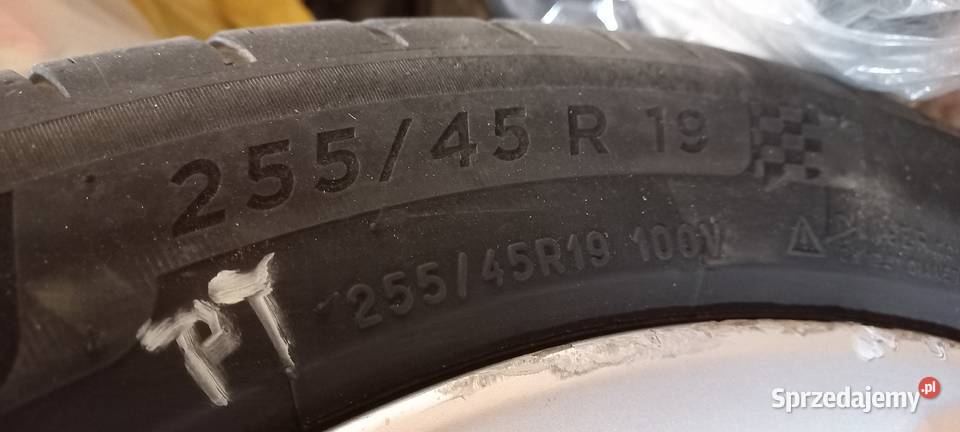 255/45 R 19
255/45R19 100V
PT
Sprzedajemy.pl